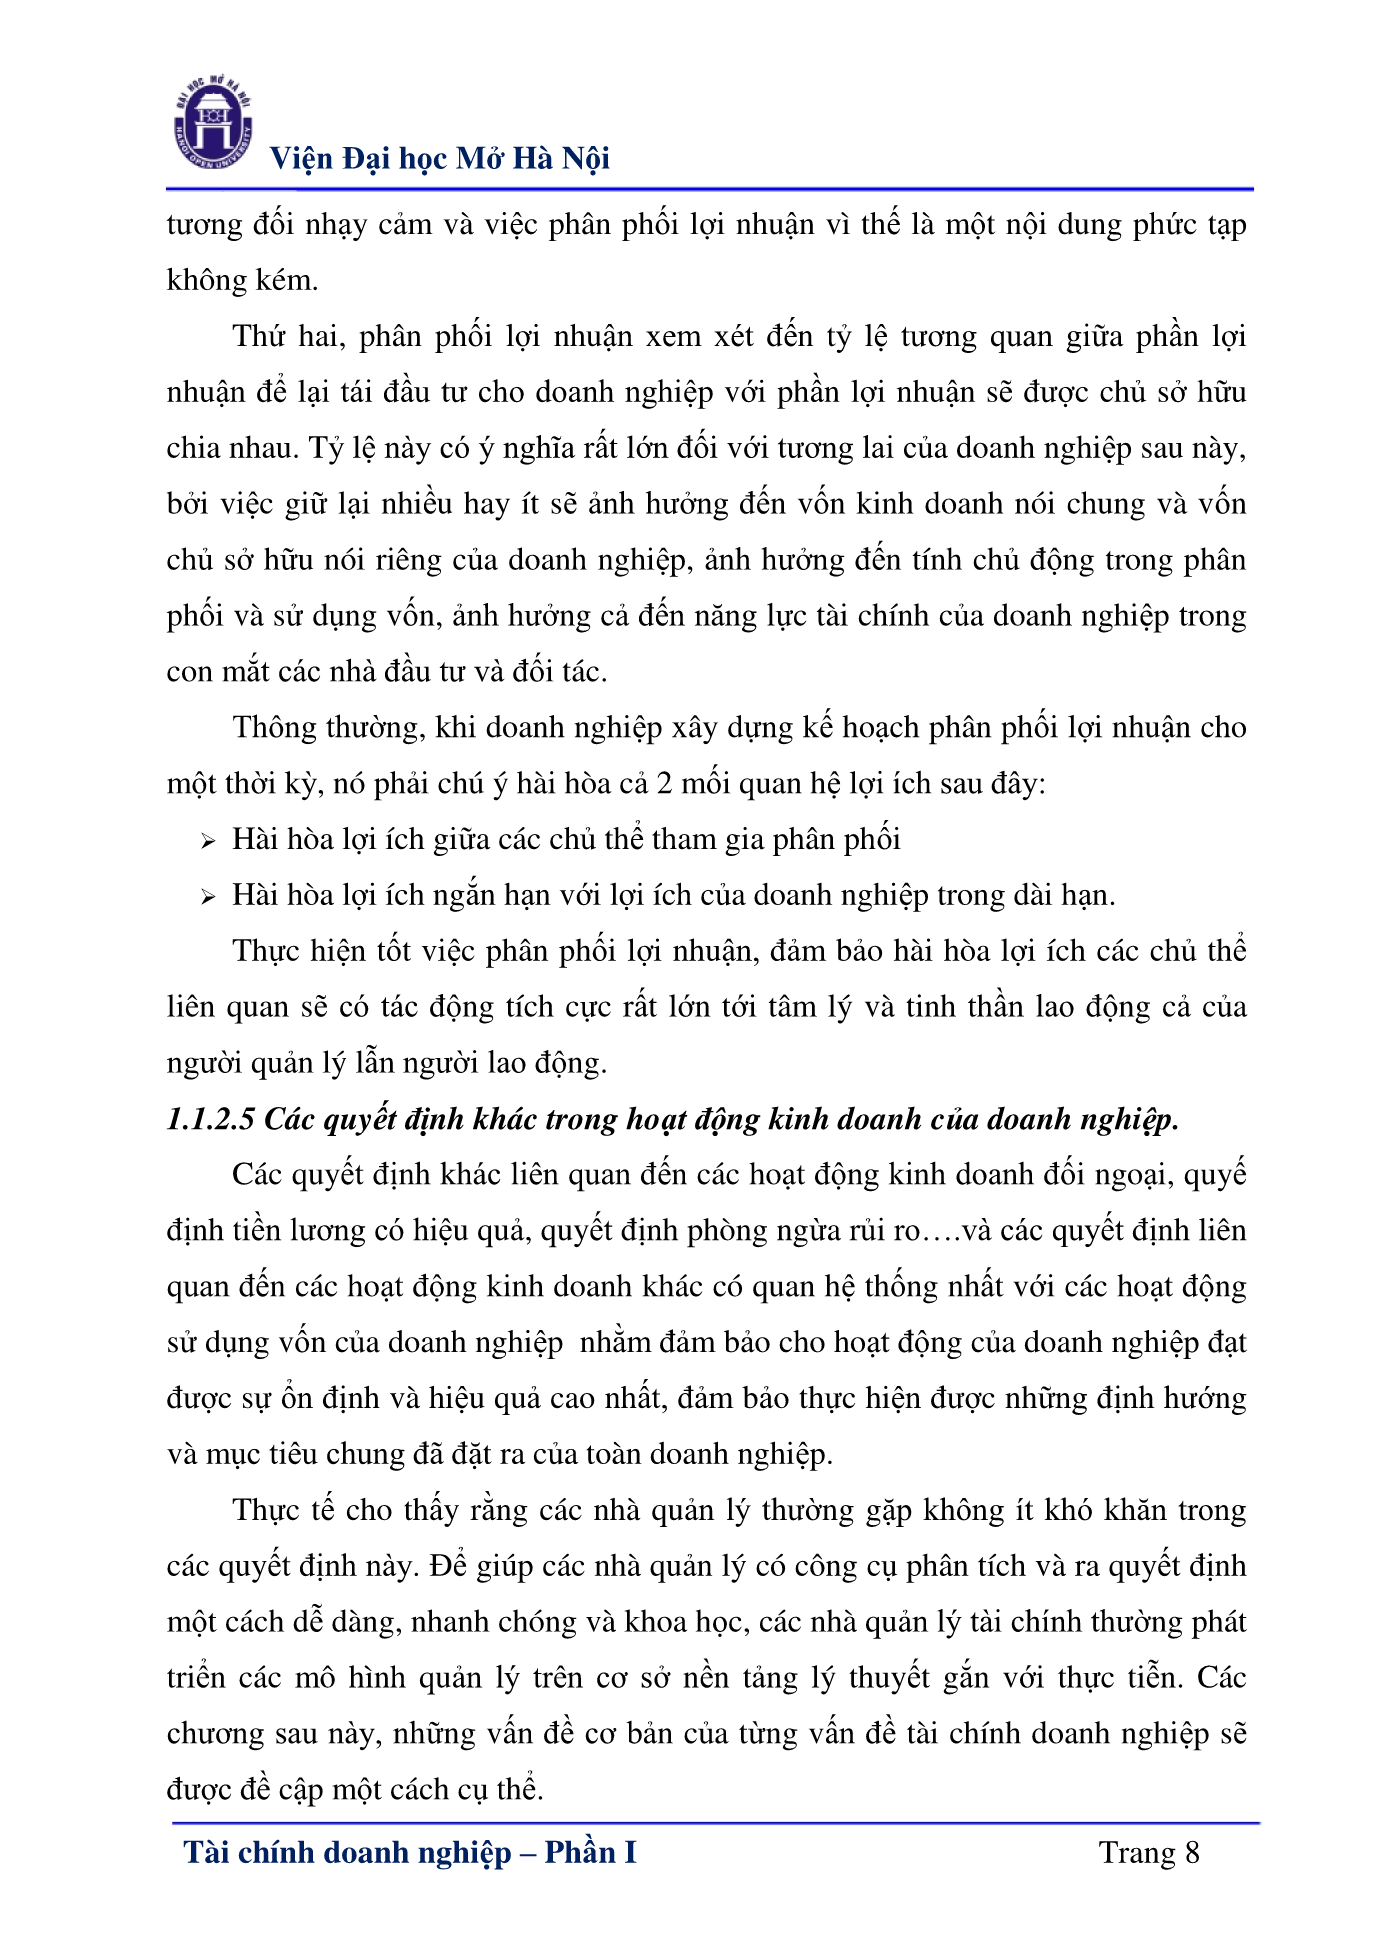 ĐẠI HỌC MỞ HÀ NỘI
HANOI OPEN UNIVERSITY
Viện Đại học Mở Hà Nội
tương đối nhạy cảm và việc phân phối lợi nhuận vì thế là một nội dung phức tạp
không kém.
Thứ hai, phân phối lợi nhuận xem xét đến tỷ lệ tương quan giữa phần lợi
nhuận để lại tái đầu tư cho doanh nghiệp với phần lợi nhuận sẽ được chủ sở hữu
chia nhau. Tỷ lệ này có ý nghĩa rất lớn đối với tương lai của doanh nghiệp sau này,
bởi việc giữ lại nhiều hay ít sẽ ảnh hưởng đến vốn kinh doanh nói chung và vốn
chủ sở hữu nói riêng của doanh nghiệp, ảnh hưởng đến tính chủ động trong phân
phối và sử dụng vốn, ảnh hưởng cả đến năng lực tài chính của doanh nghiệp trong
con mắt các nhà đầu tư và đối tác.
Thông thường, khi doanh nghiệp xây dựng kế hoạch phân phối lợi nhuận cho
một thời kỳ, nó phải chú ý hài hòa cả 2 mối quan hệ lợi ích sau đây:
➢ Hài hòa lợi ích giữa các chủ thể tham gia phân phối
➢ Hài hòa lợi ích ngắn hạn với lợi ích của doanh nghiệp trong dài hạn.
Thực hiện tốt việc phân phối lợi nhuận, đảm bảo hài hòa lợi ích các chủ thể
liên quan sẽ có tác động tích cực rất lớn tới tâm lý và tinh thần lao động cả của
người quản lý lẫn người lao động.
1.1.2.5 Các quyết định khác trong hoạt động kinh doanh của doanh nghiệp.
Các quyết định khác liên quan đến các hoạt động kinh doanh đối ngoại, quyế
định tiền lương có hiệu quả, quyết định phòng ngừa rủi ro….và các quyết định liên
quan đến các hoạt động kinh doanh khác có quan hệ thống nhất với các hoạt động
sử dụng vốn của doanh nghiệp  nhằm đảm bảo cho hoạt động của doanh nghiệp đạt
được sự ổn định và hiệu quả cao nhất, đảm bảo thực hiện được những định hướng
và mục tiêu chung đã đặt ra của toàn doanh nghiệp.
Thực tế cho thấy rằng các nhà quản lý thường gặp không ít khó khăn trong
các quyết định này. Để giúp các nhà quản lý có công cụ phân tích và ra quyết định
một cách dễ dàng, nhanh chóng và khoa học, các nhà quản lý tài chính thường phát
triển các mô hình quản lý trên cơ sở nền tảng lý thuyết gắn với thực tiễn. Các
chương sau này, những vấn đề cơ bản của từng vấn đề tài chính doanh nghiệp sẽ
được đề cập một cách cụ thể.
Tài chính doanh nghiệp – Phần I
Trang 8